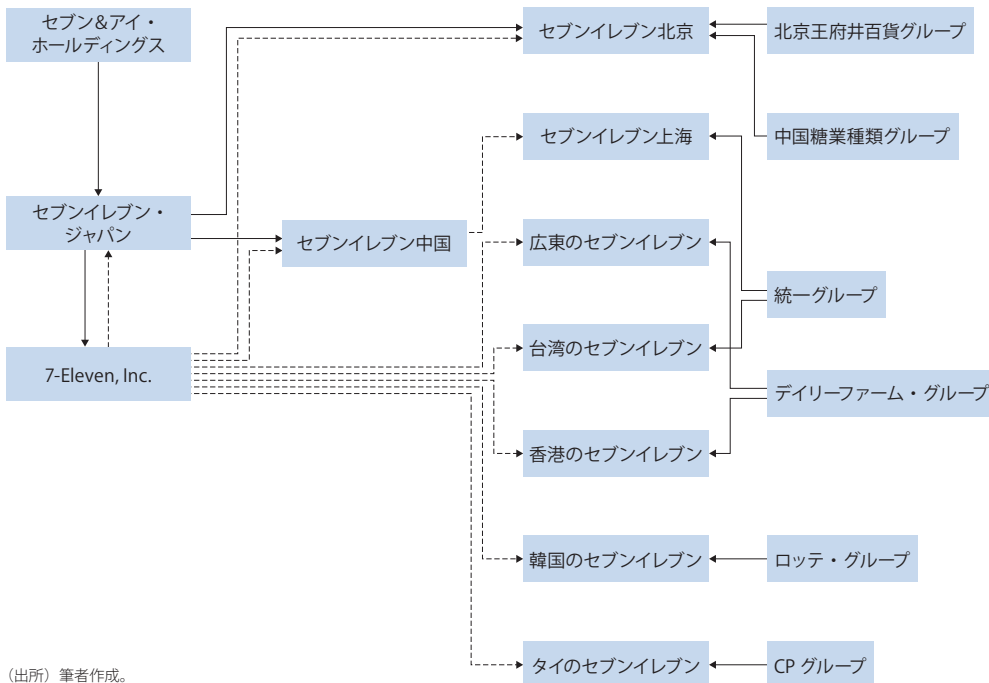 セブン&アイ・
ホールディングス
セブンイレブン北京
北京王府井百貨グループ
セブンイレブン上海
中国糖業種類グループ
セブンイレブン・
ジャパン
セブンイレブン中国
広東のセブンイレブン
統一グループ
台湾のセブンイレブン
7-Eleven, Inc.
デイリーファーム・グループ
香港のセブンイレブン
韓国のセブンイレブン
ロッテ・グループ
タイのセブンイレブン
CP グループ
(出所)筆者作成。